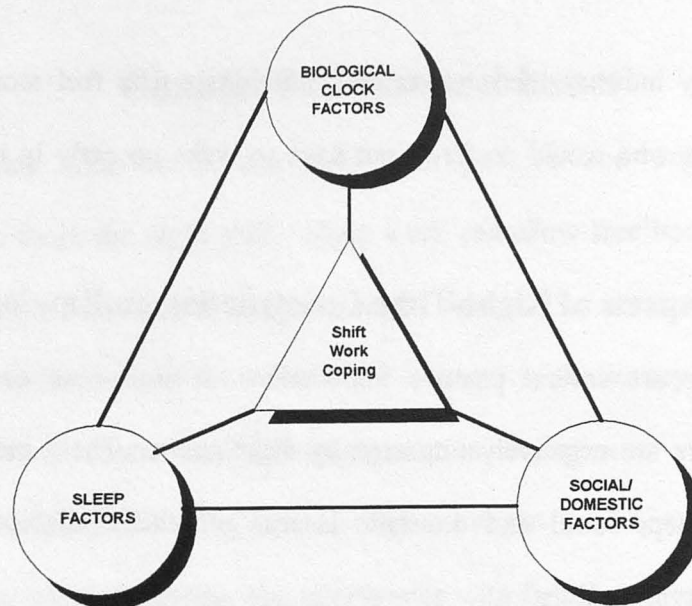 BIOLOGICAL
CLOCK
FACTORS
Shift
Work
Coping
SLEEP
FACTORS
SOCIAL/
DOMESTIC
FACTORS